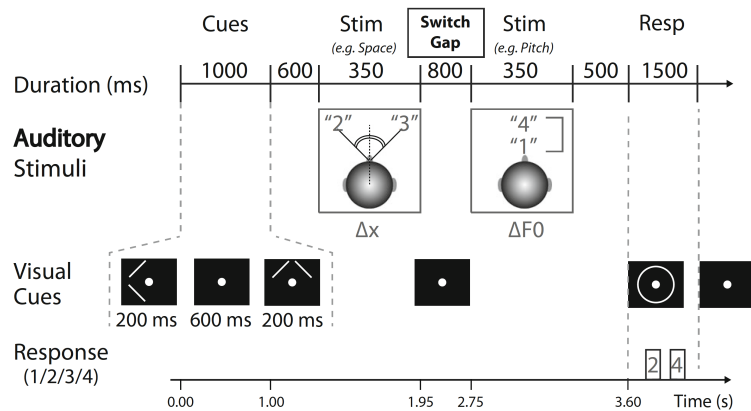 Cues
Stim
(e.g. Space)
Switch
Gap
Stim
(e.g. Pitch)
Resp
Duration (ms)
1000 600 350 800 350 500 1500
Auditory
Stimuli
“2” “3”
“4”
“1”
Δx
ΔF0
Visual
Cues
200 ms 600 ms 200 ms
Response
(1/2/3/4)
2 4
0.00 1.00 1.95 2.75 3.60 Time (s)